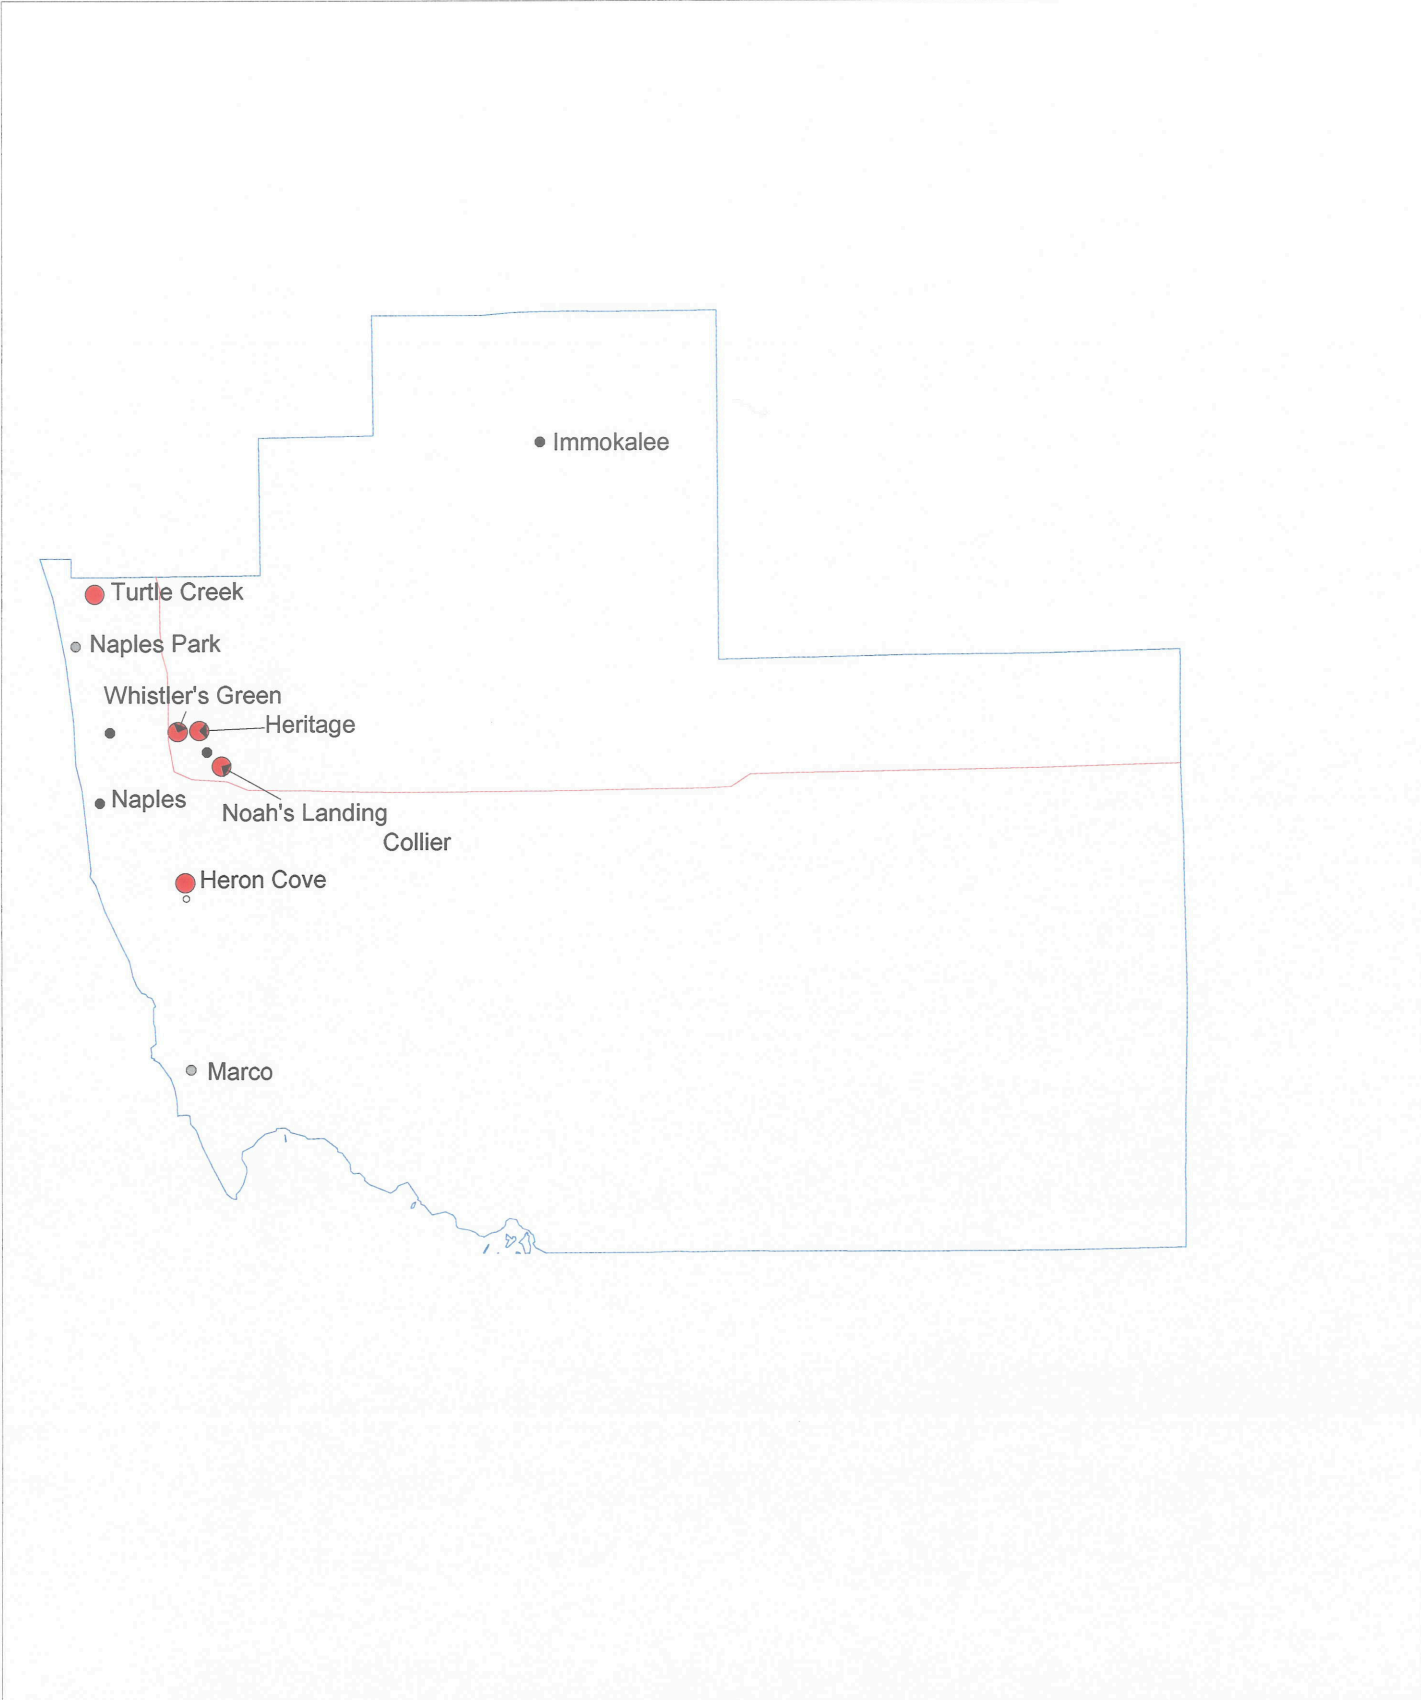 Immokalee
Turtle Creek
Naples Park
Whistler's Green
Heritage
Naples
Noah's Landing
Collier
Heron Cove
Marco